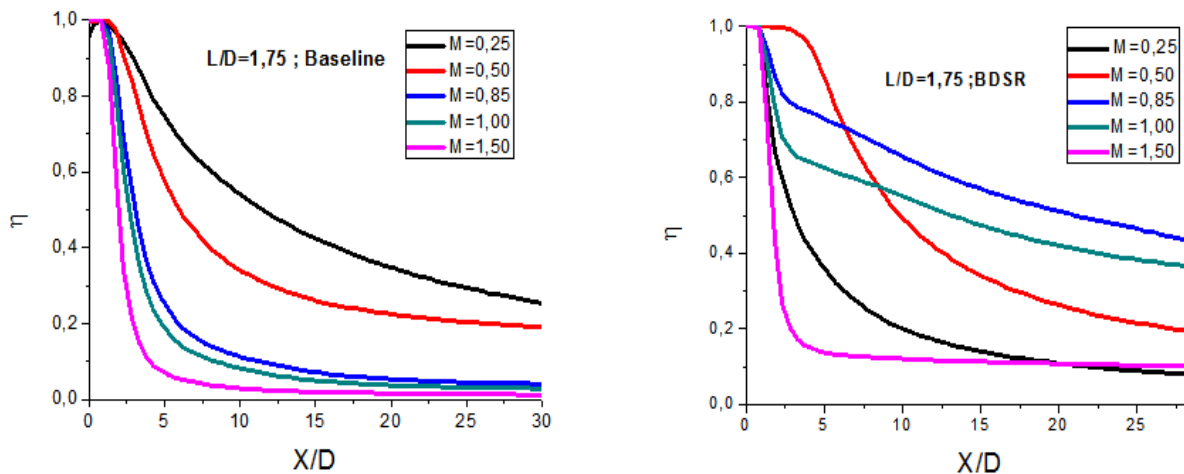 1,0
0,8
0,6
0,4
0,2
0,0
η
0 5 10 15 20 25 30
X/D
L/D=1,75 ; Baseline
M=0,25
M=0,50
M=0,85
M=1,00
M=1,50
1,0
0,8
0,6
0,4
0,2
0,0
η
0 5 10 15 20 25
X/D
L/D=1,75 ;BDSR
M=0,25
M=0,50
M=0,85
M=1,00
M=1,50